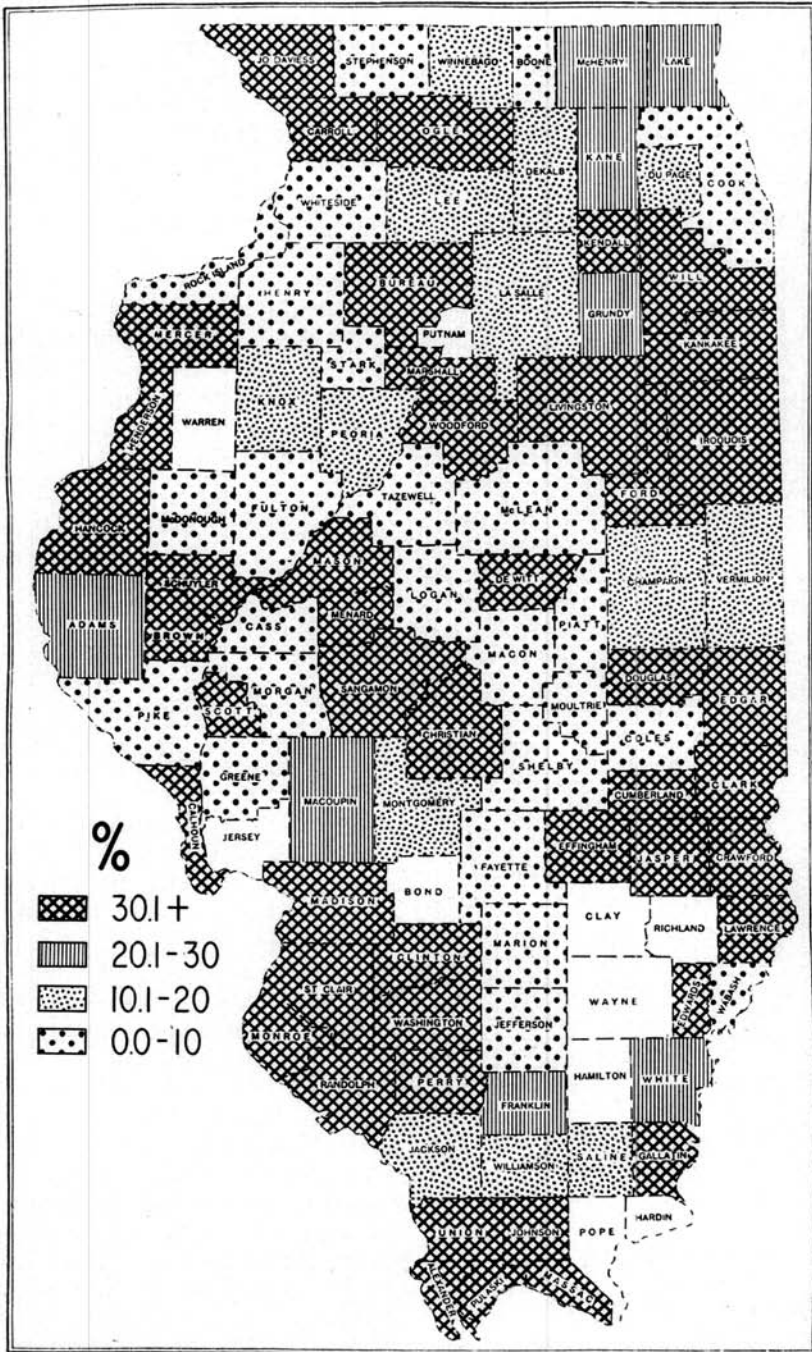 JO DAVIESS
STEPHENSON
WINNEBAGO
BOONE
McHENRY
LAKE
CARROLL
OGLE
DEKALB
KANE
DU PAGE
COOK
WHITESIDE
LEE
KENDALL
WILL
ROCK ISLAND
HENRY
BUREAU
LA SALLE
GRUNDY
PUTNAM
MERCER
STARK
KANKAKEE
MARSHALL
HENDERSON
WARREN
KNOX
PEORIA
WOODFORD
LIVINGSTON
IROQUOIS
HANCOCK
McDONOUGH
FULTON
TAZEWELL
McLEAN
FORD
MASON
SCHUYLER
LOGAN
DE WITT
CHAMPAIGN
VERMILION
ADAMS
BROWN
CASS
MENARD
MACON
PIATT
PIKE
SCOTT
MORGAN
SANGAMON
CHRISTIAN
MOULTRIE
DOUGLAS
EDGAR
COLES
GREENE
MACOUPIN
MONTGOMERY
SHELBY
CUMBERLAND
CLARK
CALHOUN
JERSEY
BOND
FAYETTE
EFFINGHAM
JASPER
CRAWFORD
MADISON
CLAY
RICHLAND
LAWRENCE
CLINTON
MARION
ST CLAIR
WASHINGTON
WAYNE
EDWARDS
WABASH
MONROE
JEFFERSON
RANDOLPH
PERRY
HAMILTON
WHITE
FRANKLIN
JACKSON
WILLIAMSON
SALINE
GALLATIN
UNION
JOHNSON
POPE
HARDIN
ALEXANDER
PULASKI
MASSAC
%
30.1+
20.1-30
10.1-20
0.0-10